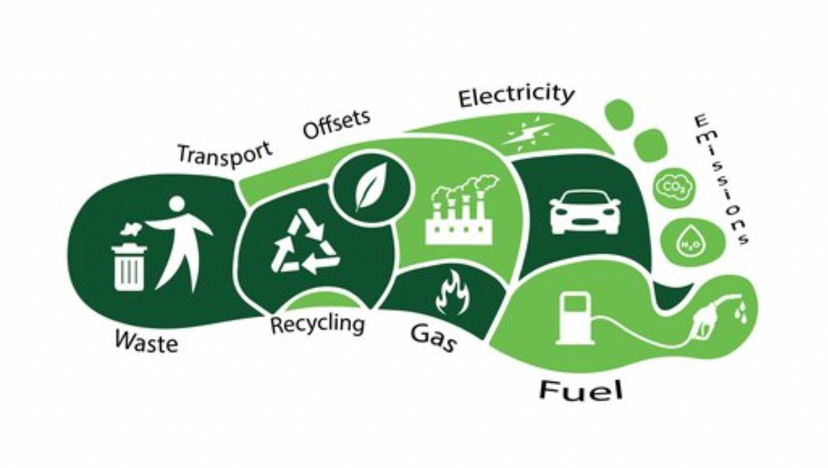 Electricity
Offsets
Transport
Emissions
CO₂
H₂O
Waste
Recycling
Gas
Fuel